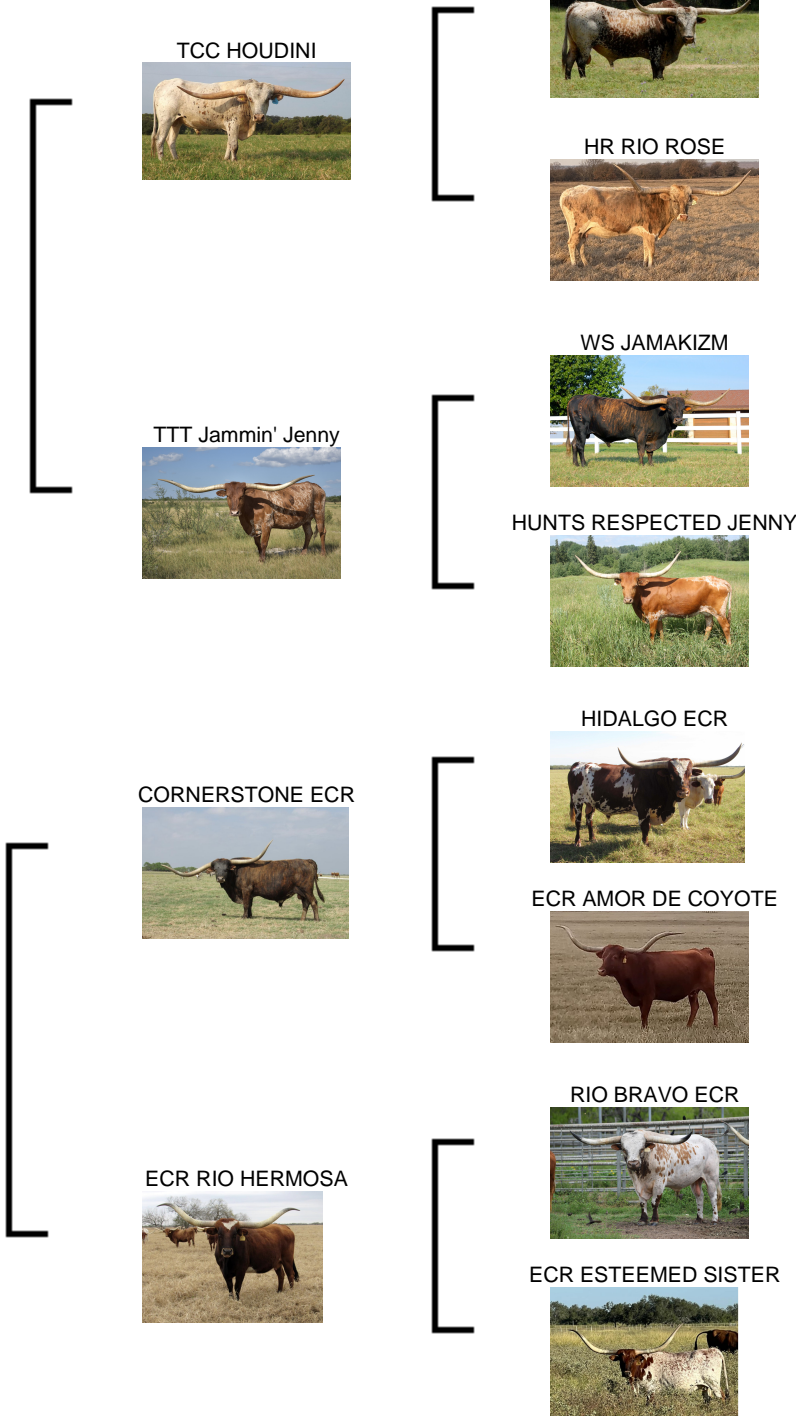 TCC HOUDINI
HR RIO ROSE
WS JAMAKIZM
TTT Jammin' Jenny
HUNTS RESPECTED JENNY
HIDALGO ECR
CORNERSTONE ECR
ECR AMOR DE COYOTE
RIO BRAVO ECR
ECR RIO HERMOSA
ECR ESTEEMED SISTER